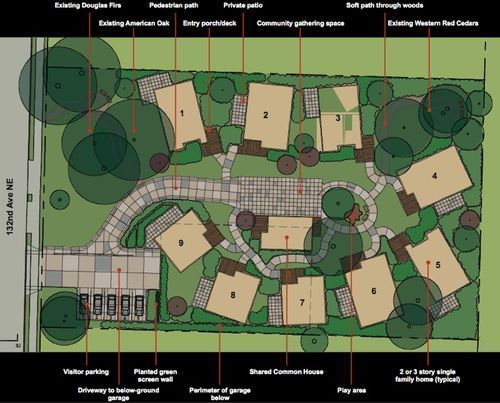 Existing Douglas Firs
Pedestrian path
Private patio
Soft path through woods
Existing American Oak
Entry porch/deck
Community gathering space
Existing Western Red Cedars
1
2
3
4
5
6
7
8
9
132nd Ave NE
Visitor parking
Planted green
screen wall
Shared Common House
2 or 3 story single
family home (typical)
Driveway to below-ground
garage
Perimeter of garage
below
Play area